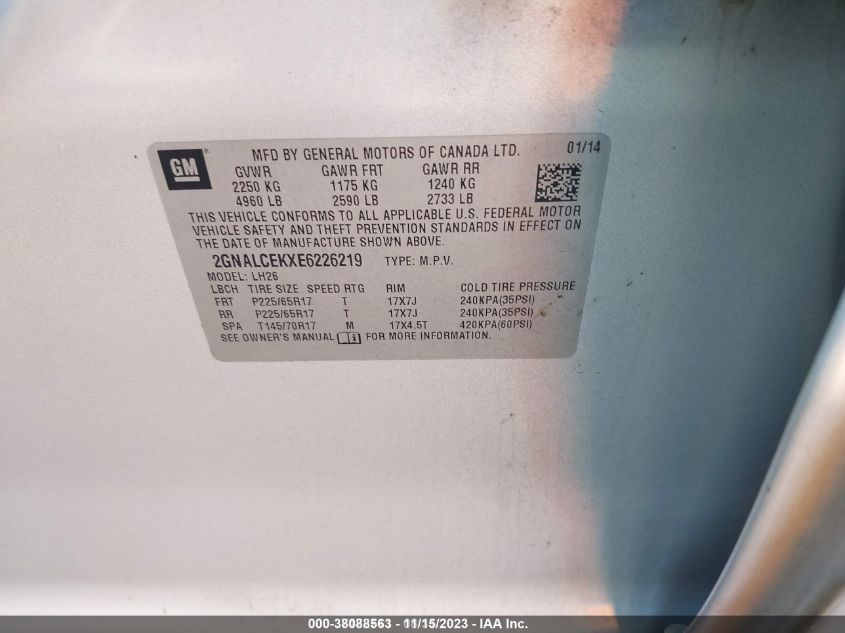 GM ® MFD BY GENERAL MOTORS OF CANADA LTD. 01/14
GVWR GAWR FRT GAWR RR
2250 KG 1175 KG 1240 KG
4960 LB 2590 LB 2733 LB
THIS VEHICLE CONFORMS TO ALL APPLICABLE U.S. FEDERAL MOTOR
VEHICLE SAFETY AND THEFT PREVENTION STANDARDS IN EFFECT ON
THE DATE OF MANUFACTURE SHOWN ABOVE.
2GNALCEKXE6226219 TYPE: M.P.V.
MODEL: LH26
LBCH TIRE SIZE SPEED RTG RIM COLD TIRE PRESSURE
FRT P225/65R17 T 17X7J 240KPA(35PSI)
RR P225/65R17 T 17X7J 240KPA(35PSI)
SPA T145/70R17 M 17X4.5T 420KPA(60PSI)
SEE OWNER'S MANUAL i FOR MORE INFORMATION.
000-38088563 - 11/15/2023 - IAA Inc.